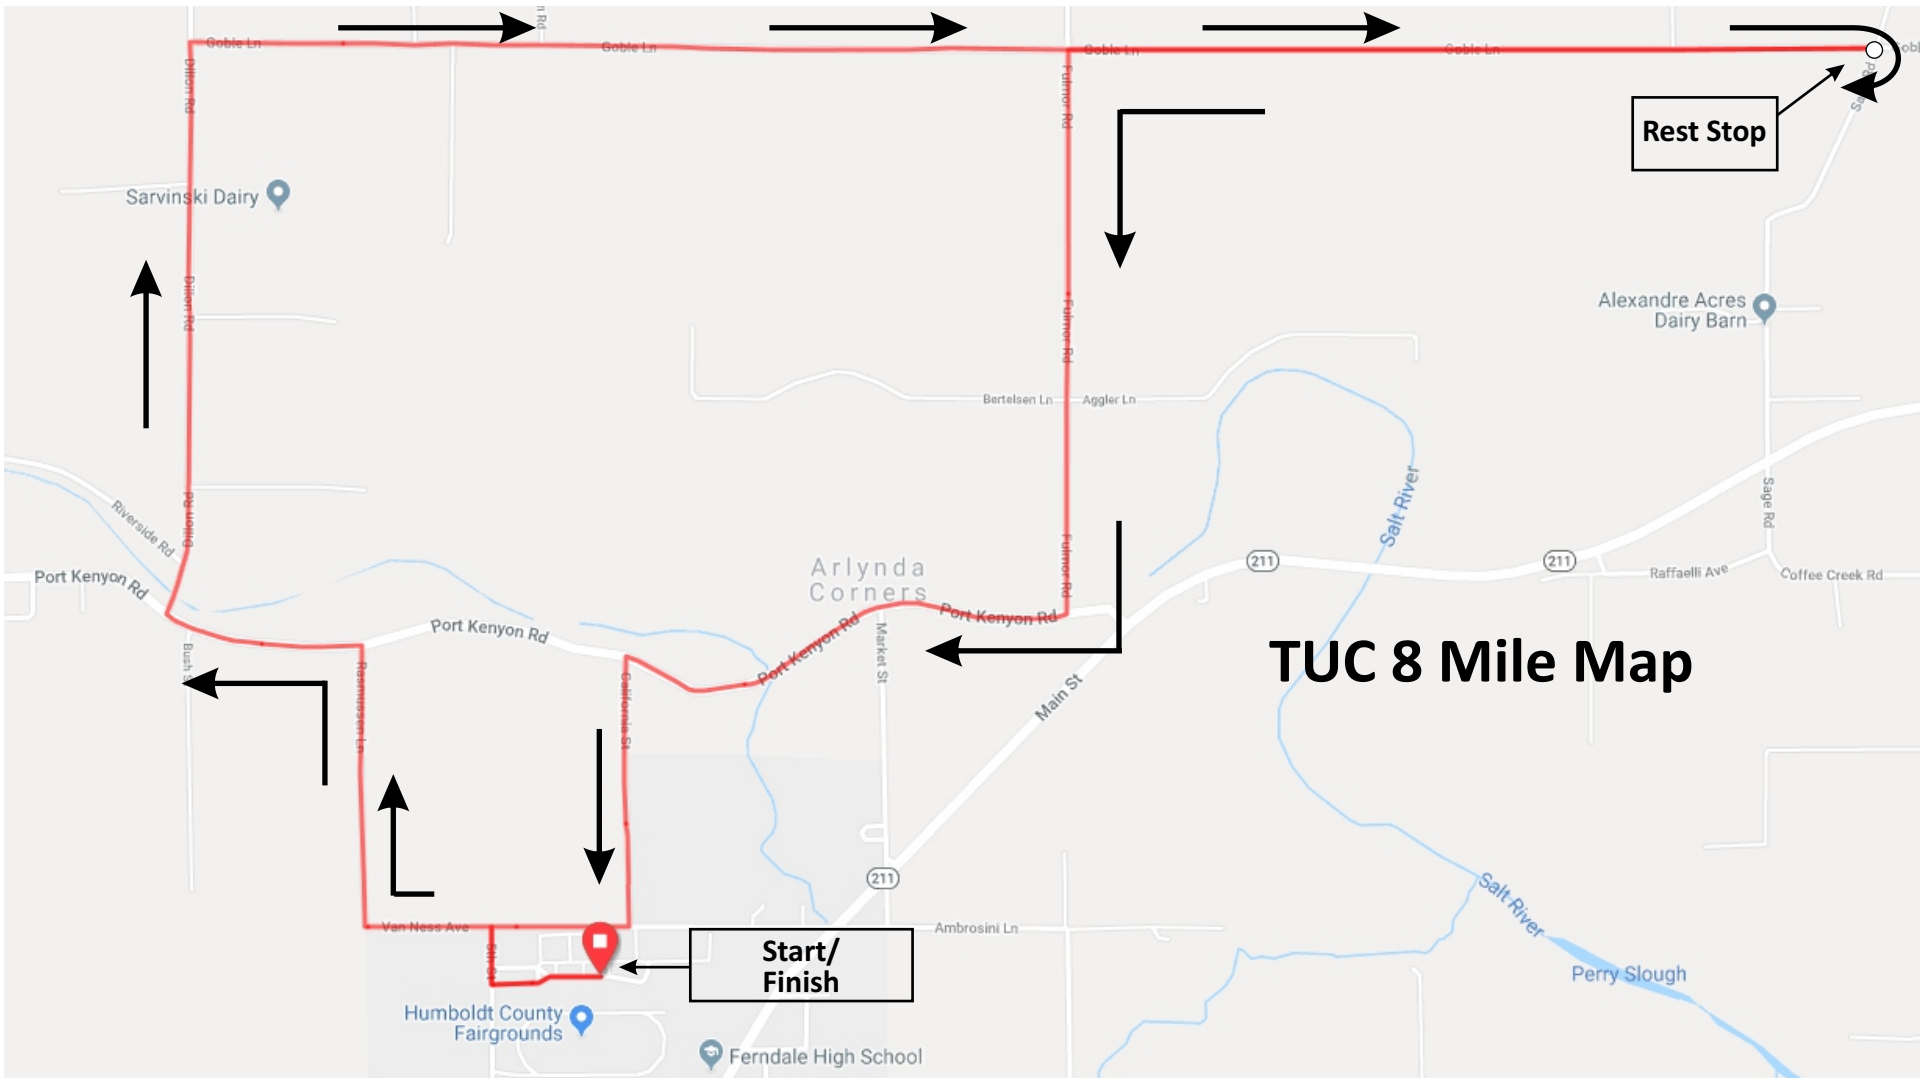 Goble Ln
Goble Ln
Goble Ln
Goble Ln
Dillon Rd
Fulmor Rd
Rest Stop
Sarvinski Dairy
Dillon Rd
Fulmor Rd
Alexandre Acres
Dairy Barn
Bertelsen Ln
Aggler Ln
Salt River
Sage Rd
Riverside Rd
Dillon Rd
Fulmor Rd
211
211
Arlynda
Corners
Port Kenyon Rd
Raffaelli Ave
Coffee Creek Rd
Port Kenyon Rd
Port Kenyon Rd
Port Kenyon Rd
Market St
Bush S
Rasmussen Ln
California St
Main St
TUC 8 Mile Map
211
Salt River
Van Ness Ave
Ambrosini Ln
5th St
Start/
Finish
Perry Slough
Humboldt County
Fairgrounds
Ferndale High School